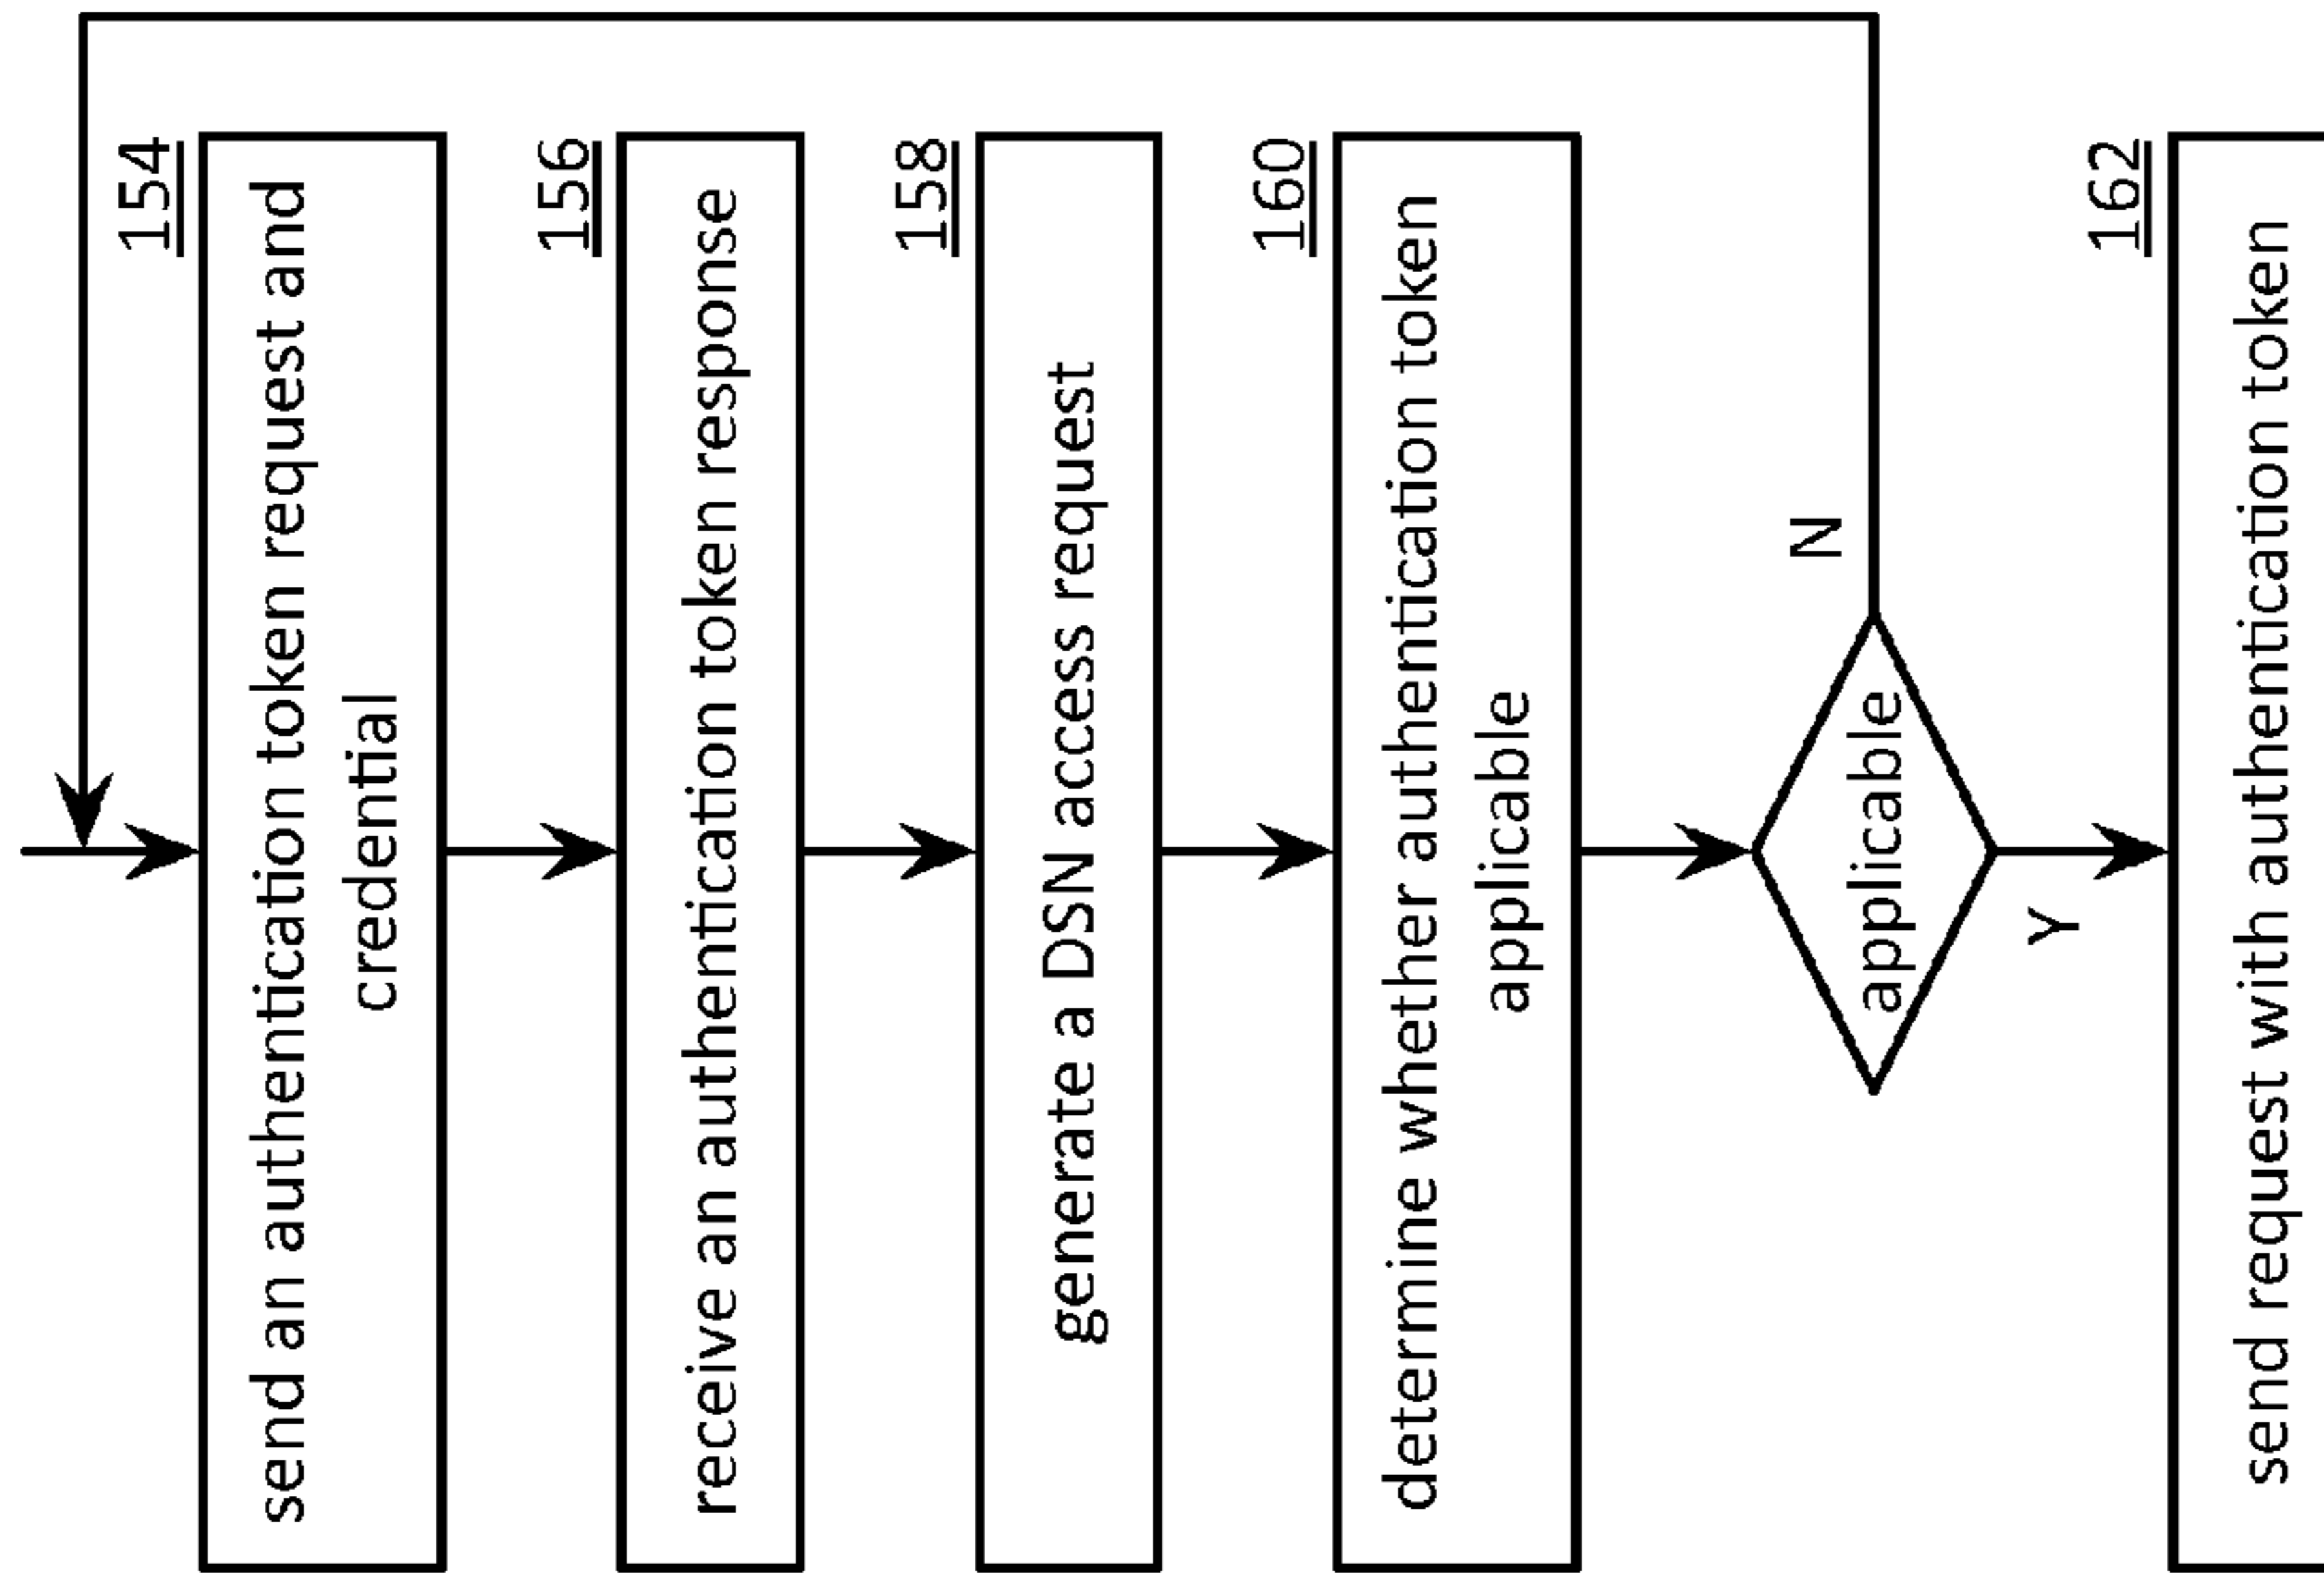 154
send an authentication token request and
credential
156
receive an authentication token response
158
generate a DSN access request
160
determine whether authentication token
applicable
applicable
N
Y
162
send request with authentication token